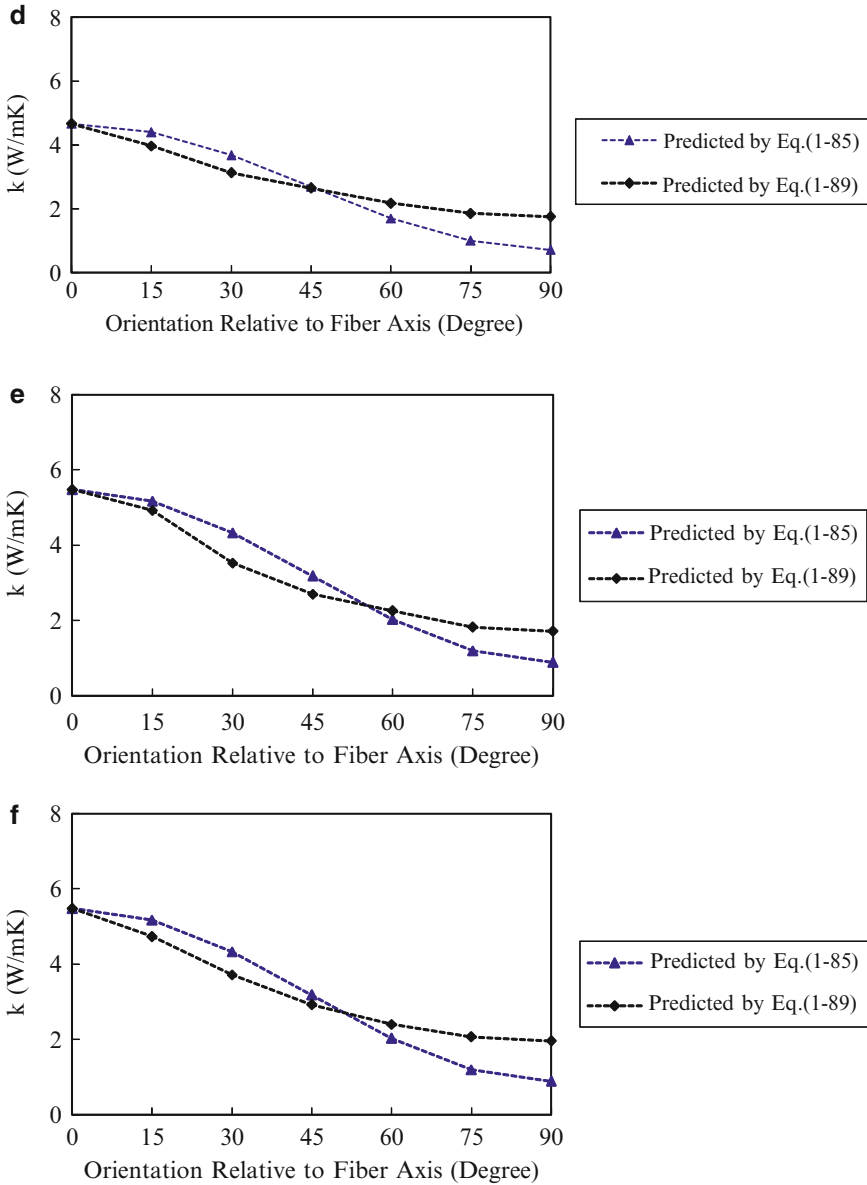 d
8
6
4
2
0
k (W/mK)
0 15 30 45 60 75 90
Orientation Relative to Fiber Axis (Degree)
Predicted by Eq.(1-85)
Predicted by Eq.(1-89)
e
8
6
4
2
0
k (W/mK)
0 15 30 45 60 75 90
Orientation Relative to Fiber Axis (Degree)
Predicted by Eq.(1-85)
Predicted by Eq.(1-89)
f
8
6
4
2
0
k (W/mK)
0 15 30 45 60 75 90
Orientation Relative to Fiber Axis (Degree)
Predicted by Eq.(1-85)
Predicted by Eq.(1-89)